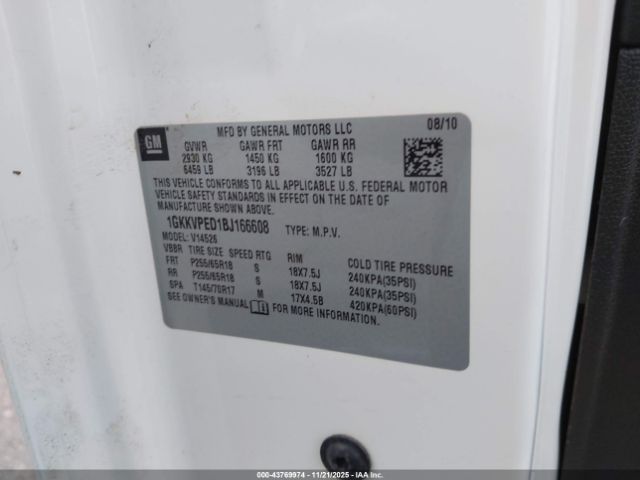 GM
MFD BY GENERAL MOTORS LLC 08/10
GVWR GAWR FRT GAWR RR
2930 KG 1450 KG 1600 KG
6459 LB 3196 LB 3527 LB
THIS VEHICLE CONFORMS TO ALL APPLICABLE U.S. FEDERAL MOTOR
VEHICLE SAFETY STANDARDS IN EFFECT ON THE DATE OF
MANUFACTURE SHOWN ABOVE.
1GKKVPED1BJ166608 TYPE: M.P.V.
MODEL: V14526
VBBR TIRE SIZE SPEED RTG RIM COLD TIRE PRESSURE
FRT P255/65R18 S 18X7.5J 240KPA(35PSI)
RR P255/65R18 S 18X7.5J 240KPA(35PSI)
SPA T145/70R17 M 17X4.5B 420KPA(60PSI)
SEE OWNER'S MANUAL FOR MORE INFORMATION.
000-43769974 | 11/21/2025 - IAAI.com